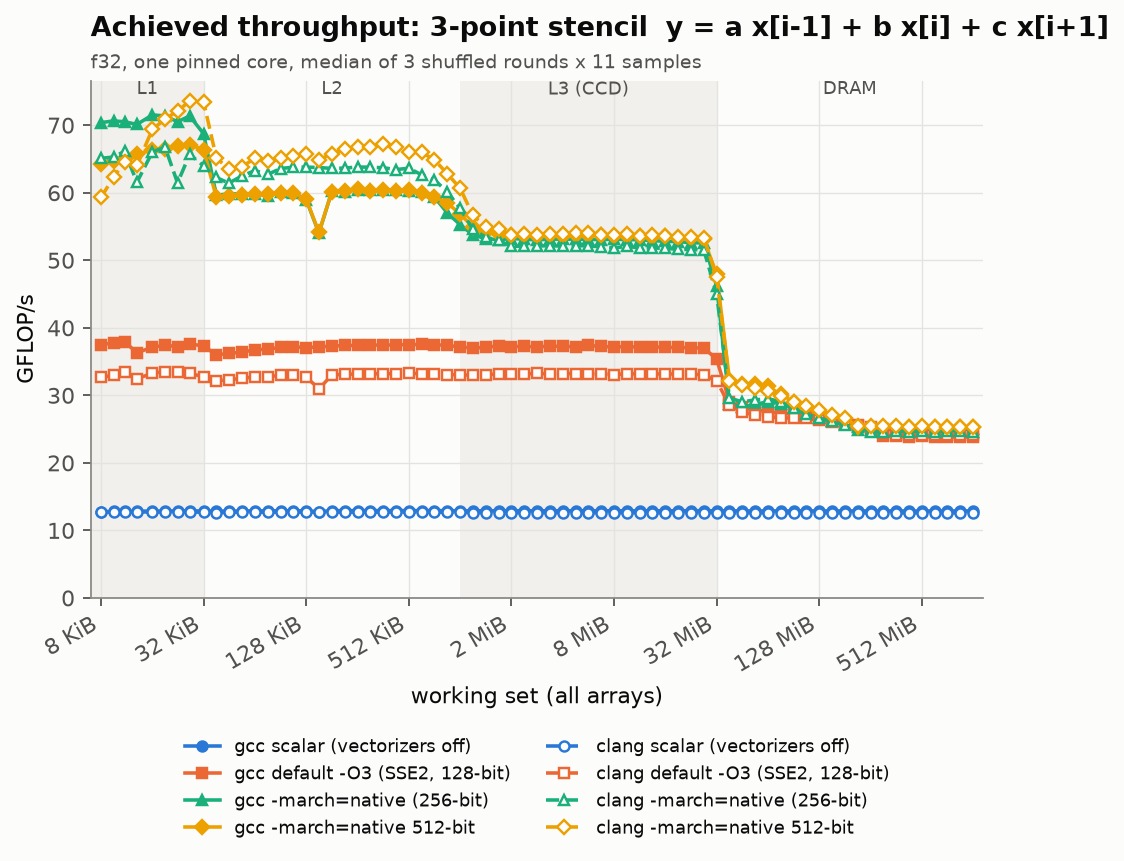 Achieved throughput: 3-point stencil  y = a x[i-1] + b x[i] + c x[i+1]
f32, one pinned core, median of 3 shuffled rounds x 11 samples
L1 L2 L3 (CCD) DRAM
GFLOP/s
70
60
50
40
30
20
10
0
8 KiB 32 KiB 128 KiB 512 KiB 2 MiB 8 MiB 32 MiB 128 MiB 512 MiB
working set (all arrays)
gcc scalar (vectorizers off) clang scalar (vectorizers off)
gcc default -O3 (SSE2, 128-bit) clang default -O3 (SSE2, 128-bit)
gcc -march=native (256-bit) clang -march=native (256-bit)
gcc -march=native 512-bit clang -march=native 512-bit